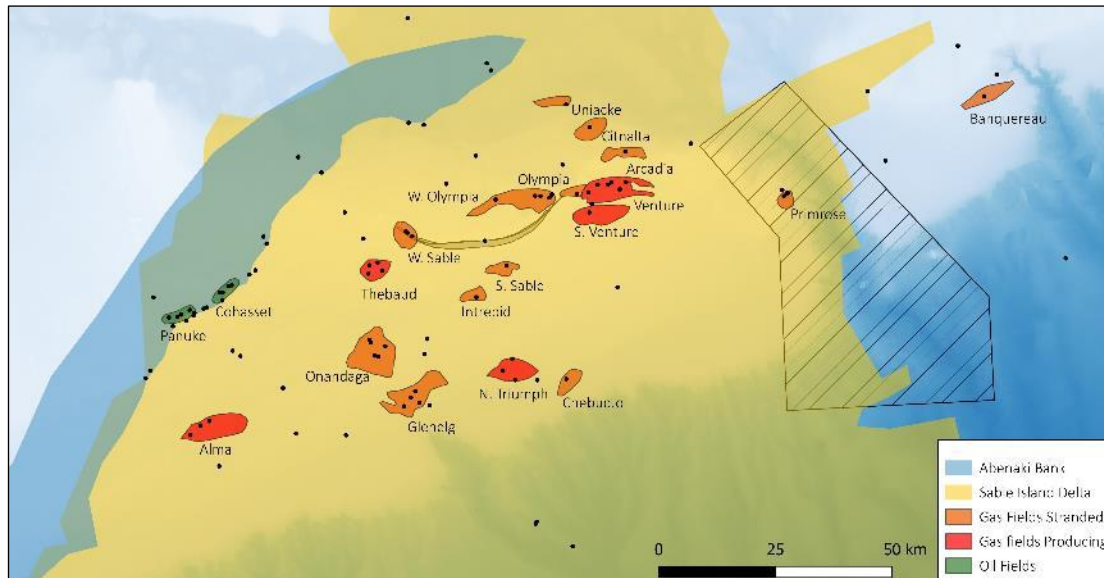 Uniacke
Citnalta
Banquereau
Arcadia
Olympia
W. Olympia
Venture
Primrose
S. Venture
W. Sable
Thebaud
S. Sable
Cohasset
Intrepid
Panuke
Onandaga
N. Triumph
Chebucto
Glenelg
Alma
Abenaki Bank
Sable Island Delta
Gas Fields Stranded
Gas fields Producing
Oil Fields
0 25 50 km